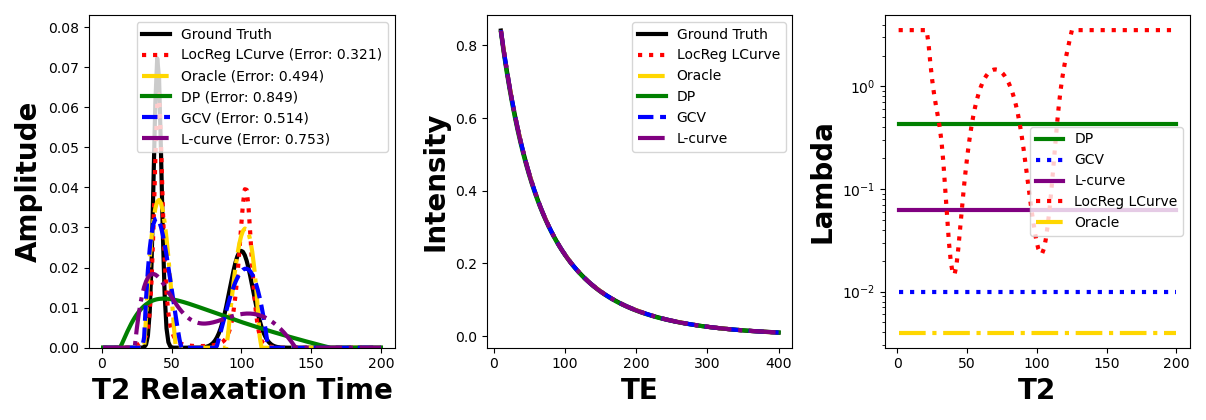 Amplitude
0.08
0.07
0.06
0.05
0.04
0.03
0.02
0.01
0.00
Ground Truth
LocReg LCurve (Error: 0.321)
Oracle (Error: 0.494)
DP (Error: 0.849)
GCV (Error: 0.514)
L-curve (Error: 0.753)
0 50 100 150 200
T2 Relaxation Time
Intensity
0.8
0.6
0.4
0.2
0.0
Ground Truth
LocReg LCurve
Oracle
DP
GCV
L-curve
0 100 200 300 400
TE
Lambda
10⁰
10⁻¹
10⁻²
DP
GCV
L-curve
LocReg LCurve
Oracle
0 50 100 150 200
T2